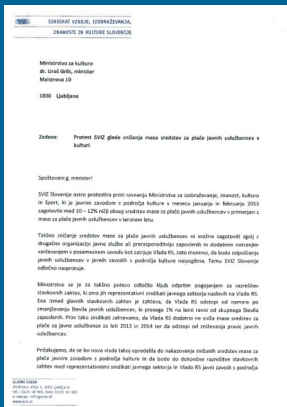 SINDIKAT VZGOJE, IZOBRAŽEVANJA,
ZNANOSTI IN KULTURE SLOVENIJE
Ministrstvo za kulturo
dr. Uroš Grilc, minister
Maistrova 10
1000 Ljubljana
Zadeva: Protest SVIZ glede znižanja mase sredstev za plače javnih uslužbencev v
kulturi
Spoštovani g. minister!
SVIZ Slovenije ostro protestira proti ravnanju Ministrstva za izobraževanje, znanost, kulturo
in šport, ki je javnim zavodom s področja kulture v mesecu januarju in februarju 2013
zagotovilo med 10 – 12% nižji obseg sredstev mase za plače javnih uslužbencev v primerjavi z
maso za plače javnih uslužbencev v lanskem letu.
Takšno znižanje sredstev mase za plače javnih uslužbencev ni možno zagotoviti zgolj z
drugačno organizacijo javne službe ali prerazporeditvijo zaposlenih in dodatnim notranjim
varčevanjem v posameznem zavodu kot zatrjuje Vlada RS, zato menimo, da bodo odpuščanja
javnih uslužbencev v javnih zavodih s področja kulture neizogibna. Temu SVIZ Slovenije
odločno nasprotuje.
Ministrstvo se je za takšno potezo odločilo kljub odprtim pogajanjem za razrešitev
stavkovnih zahtev, ki smo jih reprezentativni sindikati javnega sektorja naslovili na Vlado RS.
Ena izmed glavnih stavkovnih zahtev je zahteva, da Vlada RS odstopi od namere po
zmanjševanju števila javnih uslužbencev, ki presega 1% na letni ravni od skupnega števila
zaposlenih. Prav tako sindikati zahtevamo, da Vlada RS dodatno ne zniža mase sredstev za
plače za javne uslužbence za leti 2013 in 2014 ter da odstopi od zniževanja pravic javnih
uslužbencev.
Pričakujemo, da se bo nova vlada takoj opredelila do nakazovanja znižanih sredstev mase za
plače javnim zavodom s področja kulture in da bodo do dokončne razrešitve stavkovnih
zahtev med reprezentativnimi sindikati javnega sektorja in Vlado RS javni zavodi s področja
GLAVNI URAD